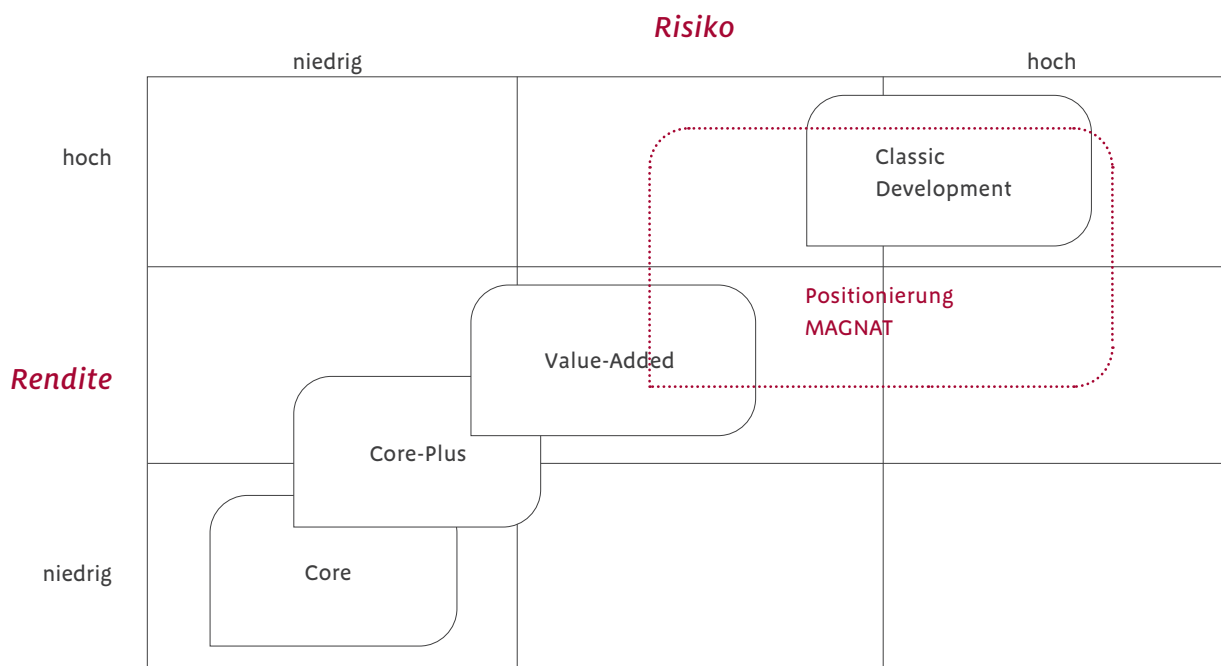 Risiko
niedrig
hoch
hoch
Classic
Development
Positionierung
MAGNAT
Value-Added
Rendite
Core-Plus
Core
niedrig